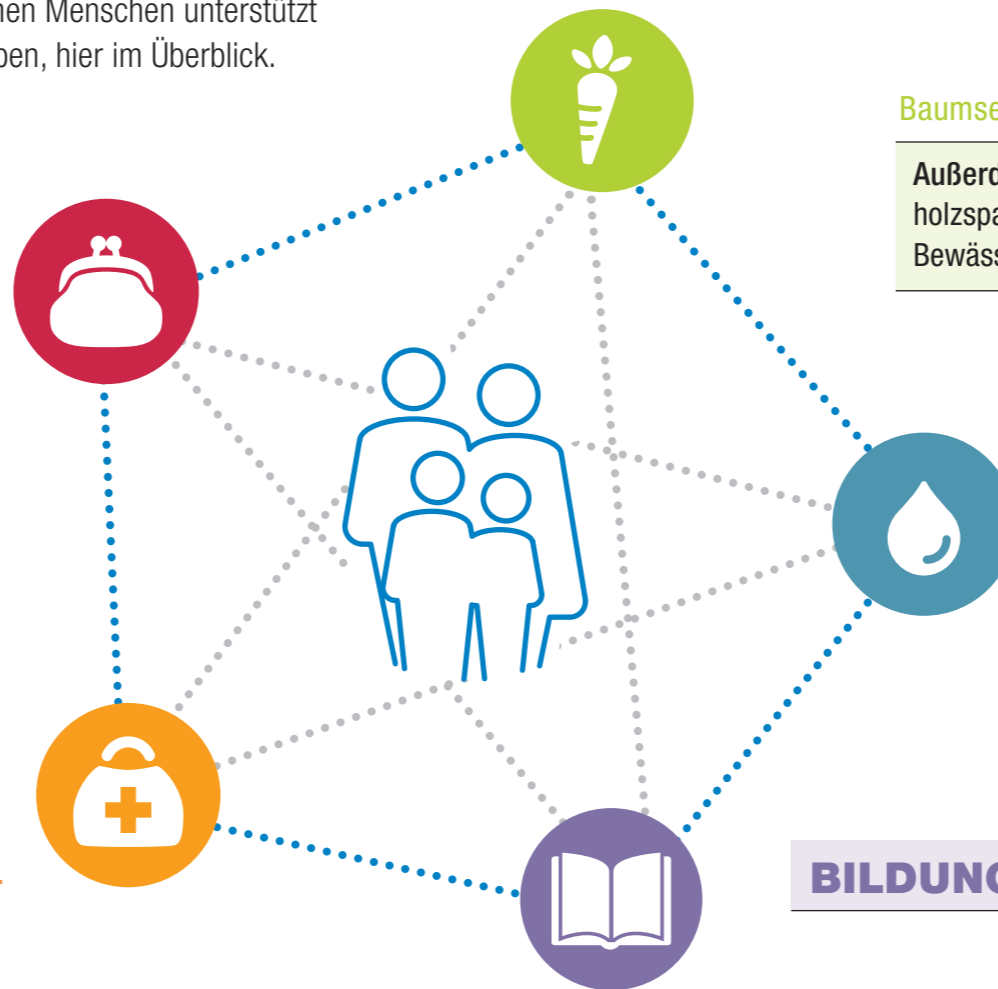 nen Menschen unterstützt
ben, hier im Überblick.
Baumse
Außerd
holzspa
Bewäss
BILDUNG